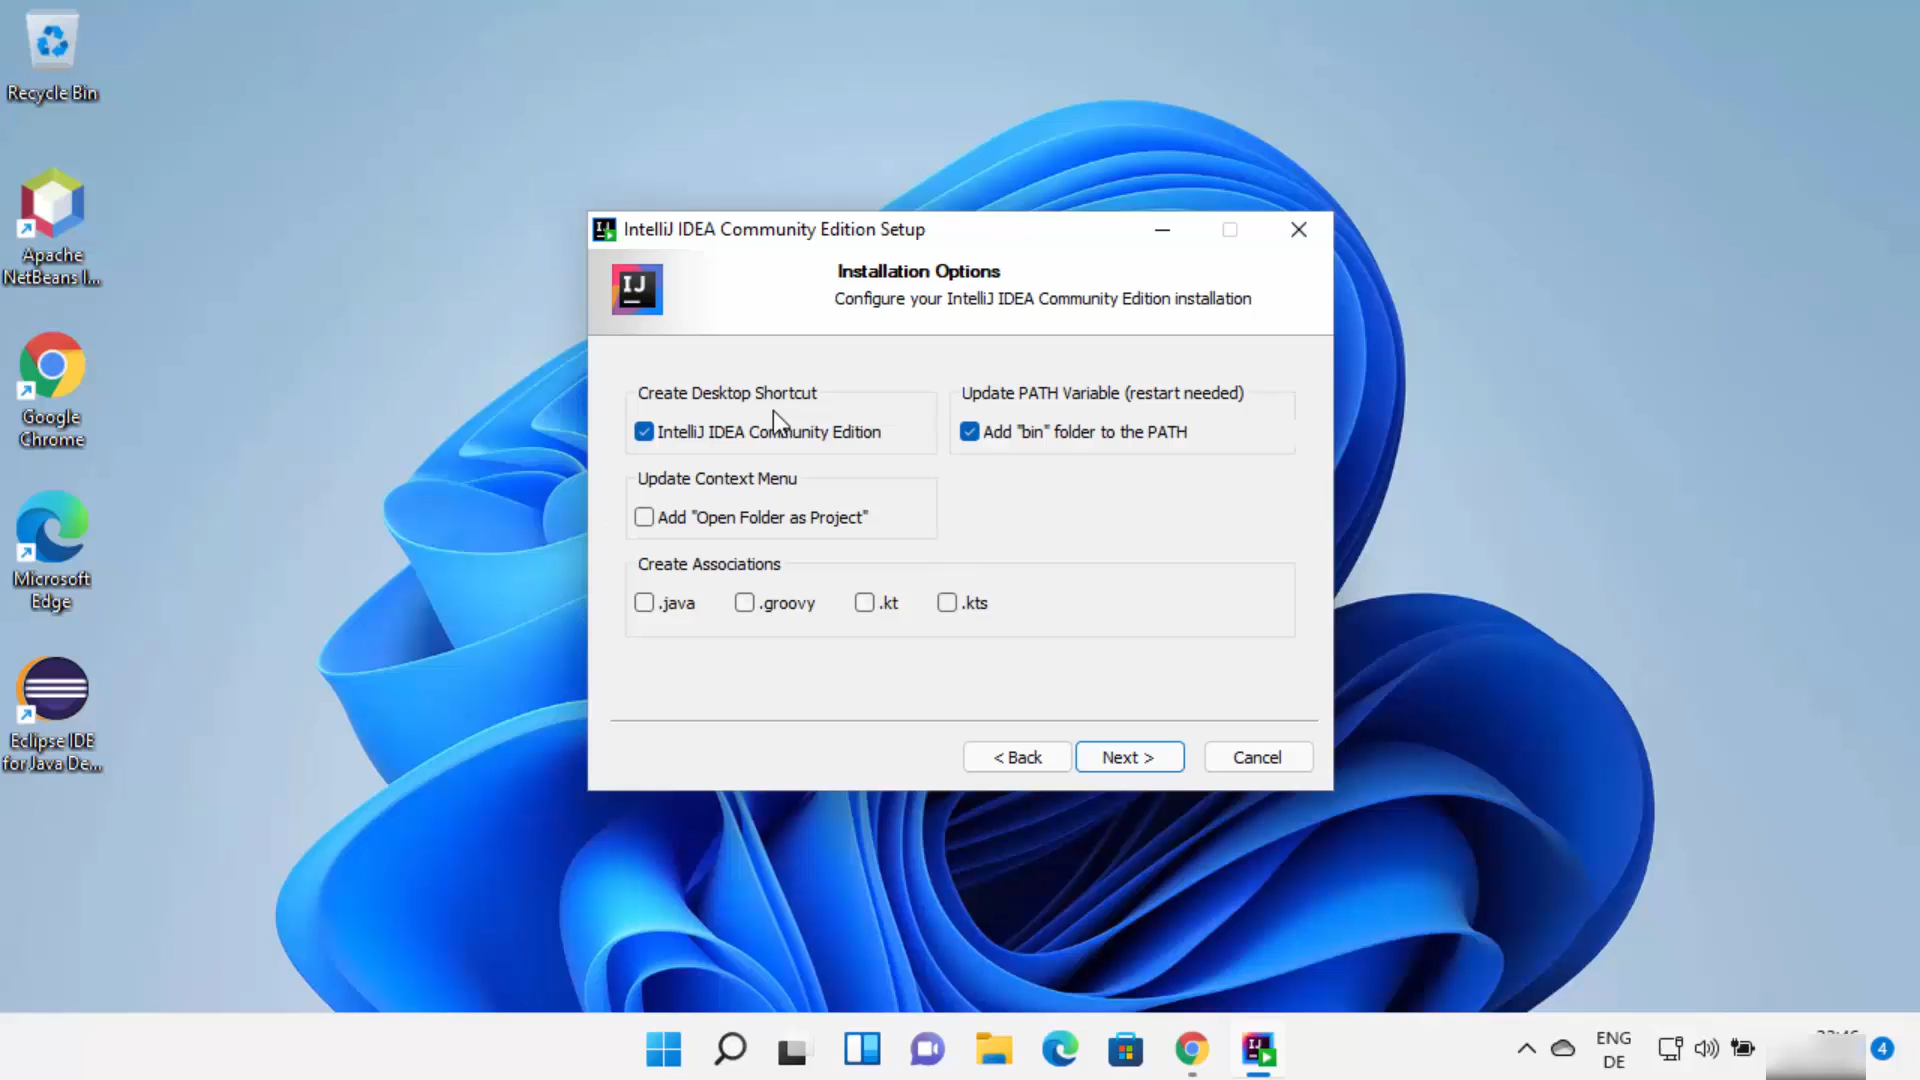 Recycle Bin
Apache
NetBeans I...
Google
Chrome
Microsoft
Edge
Eclipse IDE
for Java De...
IntelliJ IDEA Community Edition Setup
IJ
Installation Options
Configure your IntelliJ IDEA Community Edition installation
Create Desktop Shortcut
IntelliJ IDEA Community Edition
Update PATH Variable (restart needed)
Add "bin" folder to the PATH
Update Context Menu
Add "Open Folder as Project"
Create Associations
.java .groovy .kt .kts
< Back Next > Cancel
ENG
DE
4